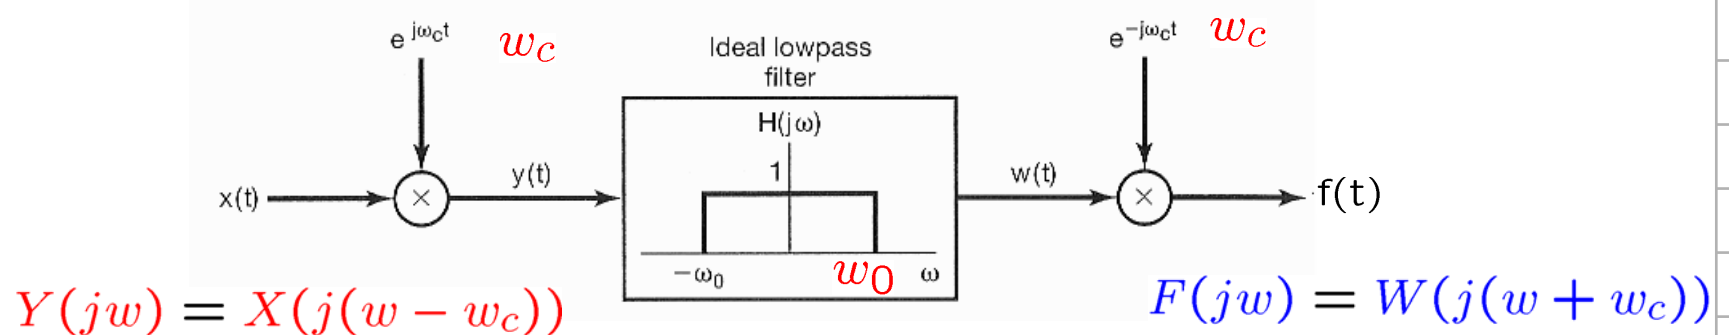 e^{jω_c t} w_c
Ideal lowpass
filter
e^{-jω_c t} w_c
H(jω)
1
x(t) × y(t) w(t) × f(t)
-ω_0 w_0 ω
Y(jw) = X(j(w - w_c))
F(jw) = W(j(w + w_c))